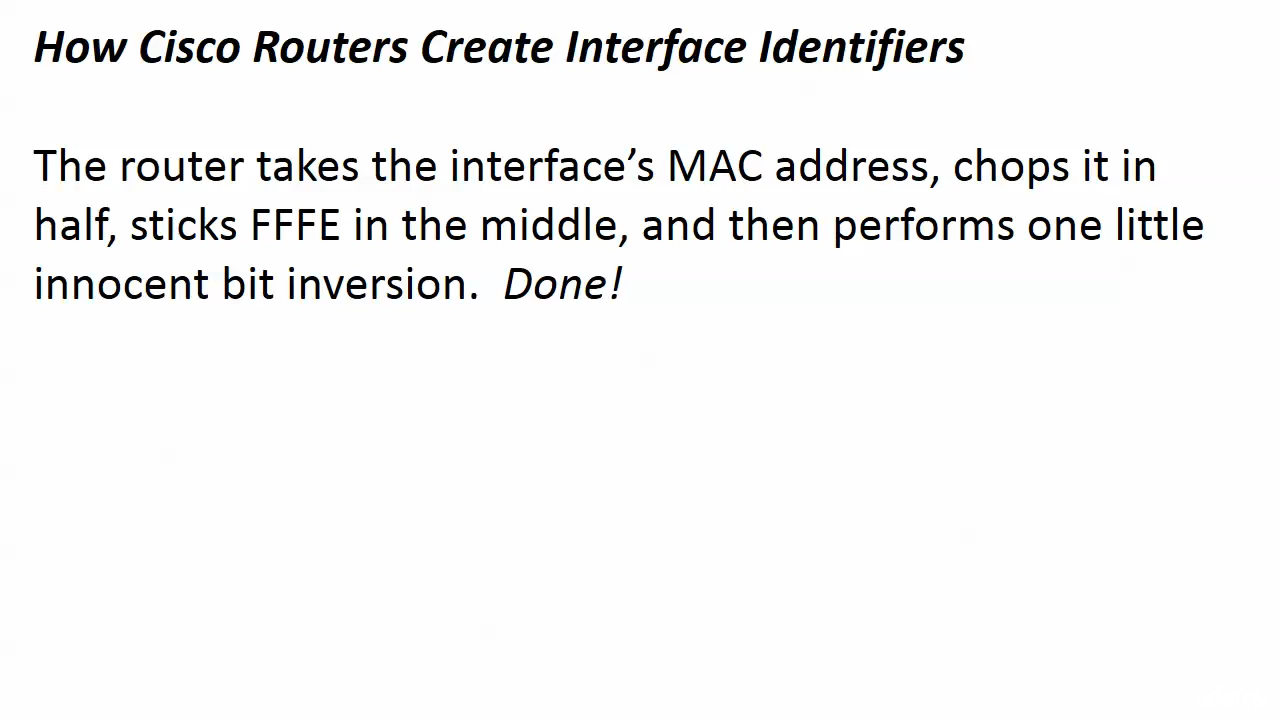 How Cisco Routers Create Interface Identifiers
The router takes the interface’s MAC address, chops it in
half, sticks FFFE in the middle, and then performs one little
innocent bit inversion.  Done!